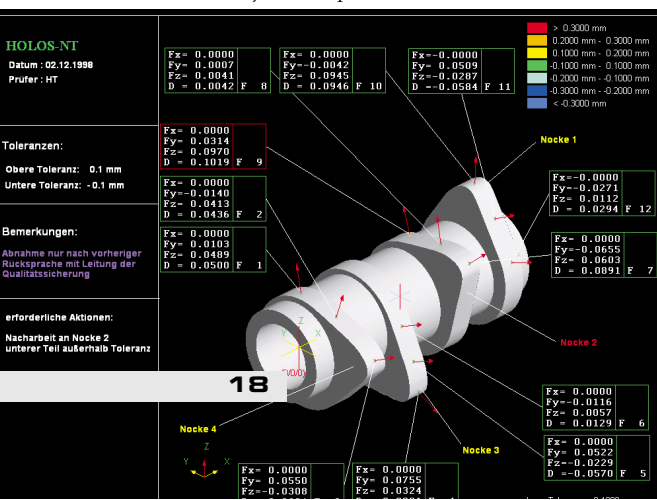 HOLOS-NT
Datum : 02.12.1998
Prüfer : HT
Toleranzen:
Obere Toleranz: 0.1 mm
Untere Toleranz: - 0.1 mm
Bemerkungen:
Abnahme nur nach vorheriger
Rucksprache mit Leitung der
Qualitätssicherung
erforderliche Aktionen:
Nacharbeit an Nocke 2
unterer Teil außerhalb Toleranz
18
Fx= 0.0000
Fy= 0.0007
Fz= 0.0041
D = 0.0042 F 8
Fx= 0.0000
Fy=-0.0042
Fz= 0.0945
D = 0.0946 F 10
Fx=-0.0000
Fy= 0.0509
Fz=-0.0287
D =-0.0584 F 11
> 0.3000 mm
0.2000 mm - 0.3000 mm
0.1000 mm - 0.2000 mm
-0.1000 mm - 0.1000 mm
-0.2000 mm - -0.1000 mm
-0.3000 mm - -0.2000 mm
< -0.3000 mm
Fx= 0.0000
Fy= 0.0314
Fz= 0.0970
D = 0.1019 F 9
Fx= 0.0000
Fy=-0.0140
Fz= 0.0413
D = 0.0436 F 2
Fx= 0.0000
Fy= 0.0103
Fz= 0.0489
D = 0.0500 F 1
Nocke 1
Fx=-0.0000
Fy=-0.0271
Fz= 0.0112
D = 0.0294 F 12
Fx= 0.0000
Fy=-0.0655
Fz= 0.0603
D = 0.0891 F 7
Nocke 2
Z
Y
X
Nocke 4
Nocke 3
Fx= 0.0000
Fy=-0.0116
Fz= 0.0057
D = 0.0129 F 6
Fx= 0.0000
Fy= 0.0522
Fz=-0.0229
D =-0.0570 F 5
Z
Y
X
Fx= 0.0000
Fy= 0.0550
Fz=-0.0308
Fx= 0.0000
Fy= 0.0755
Fz= 0.0324